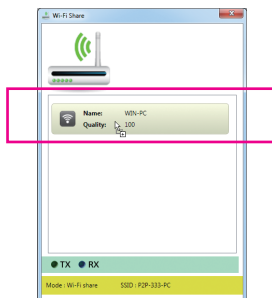 Wi-Fi Share
Name: WIN-PC
Quality: 100
TX RX
Mode : Wi-Fi share SSID : P2P-333-PC